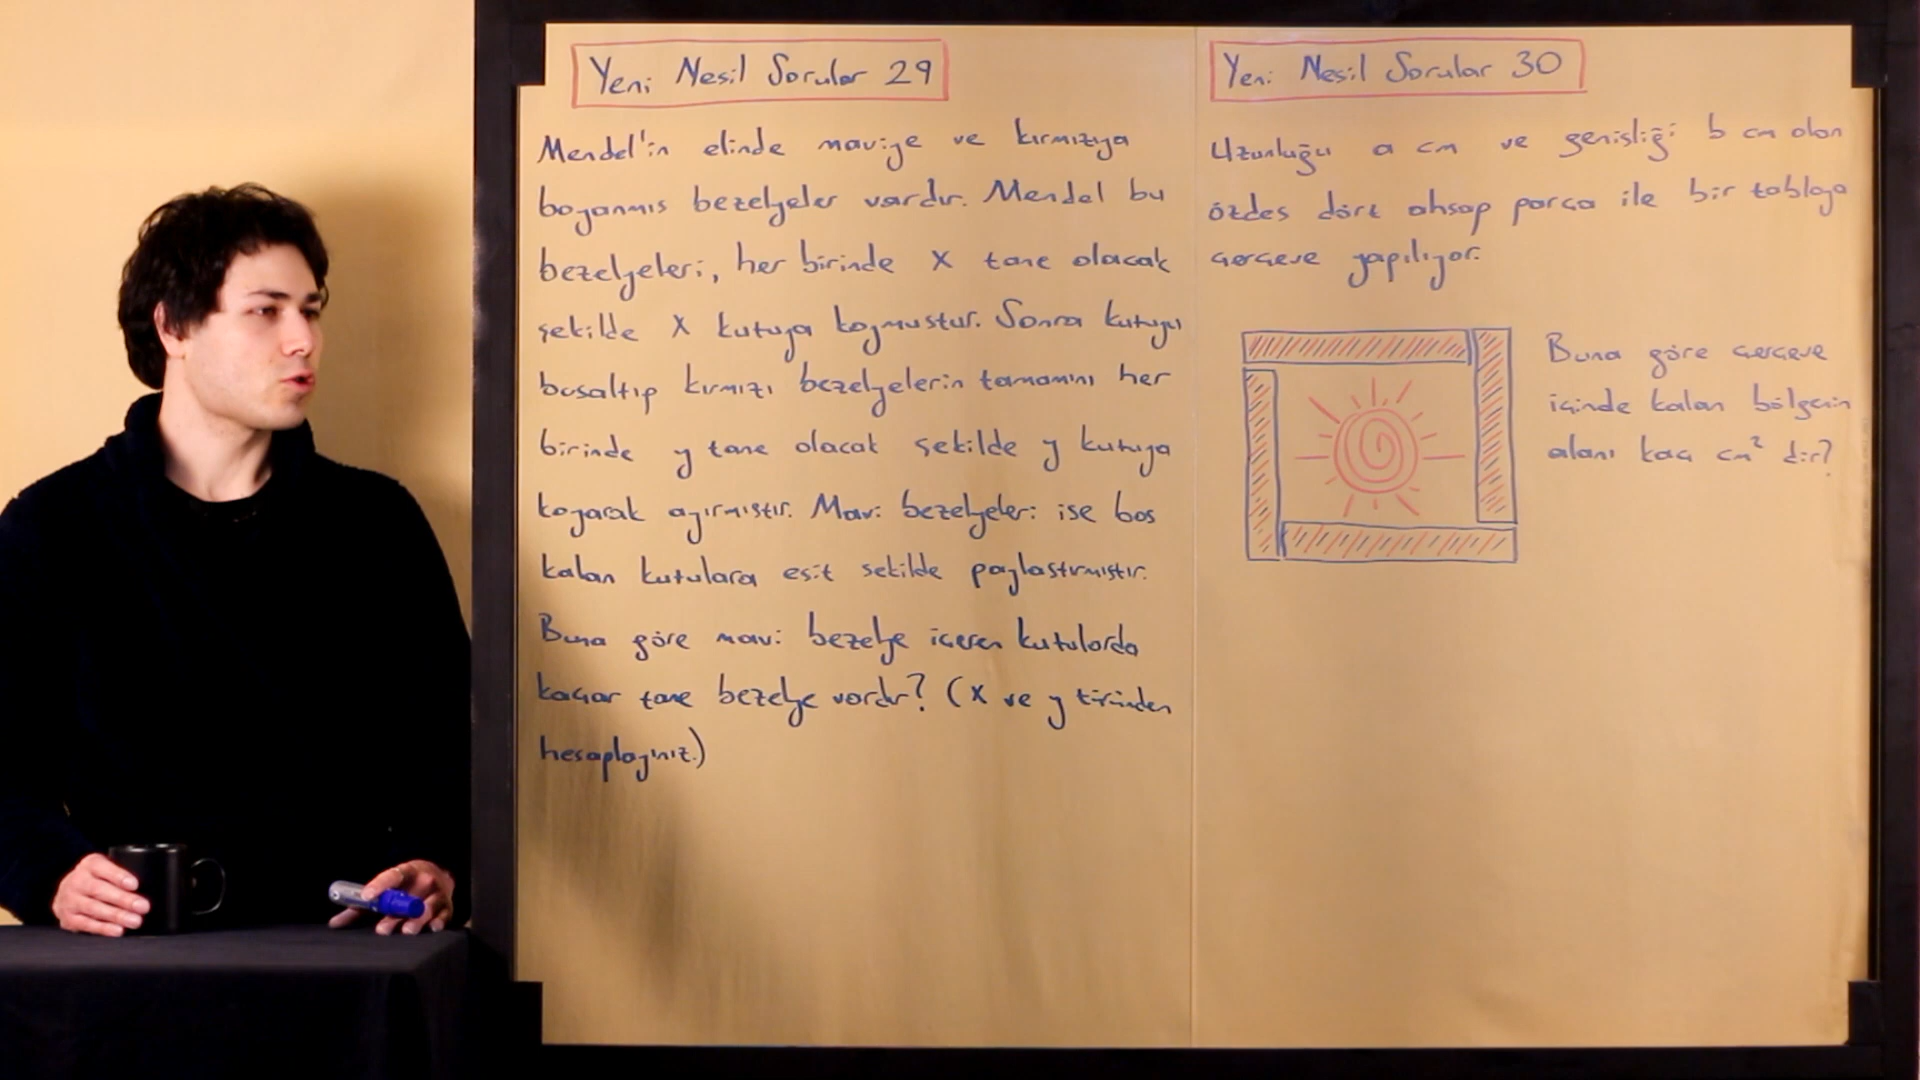 Yeni Nesil Sorular 29
Mendel'in elinde maviye ve kırmızıya
boyanmış bezelyeler vardır. Mendel bu
bezelyeleri, her birinde x tane olacak
şekilde x kutuya koymuştur. Sonra kutuyu
boşaltıp kırmızı bezelyelerin tamamını her
birinde y tane olacak şekilde y kutuya
koyarak ayırmıştır. Mavi bezelyeleri ise boş
kalan kutulara eşit şekilde paylaştırmıştır.
Buna göre mavi bezelye içeren kutularda
kaçar tane bezelye vardır? (x ve y türünden
hesaplayınız.)
Yeni Nesil Sorular 30
Uzunluğu a cm ve genişliği b cm olan
özdeş dört ahşap parça ile bir tabloya
çerçeve yapılıyor.
Buna göre çerçeve
içinde kalan bölgenin
alanı kaç cm² dir?